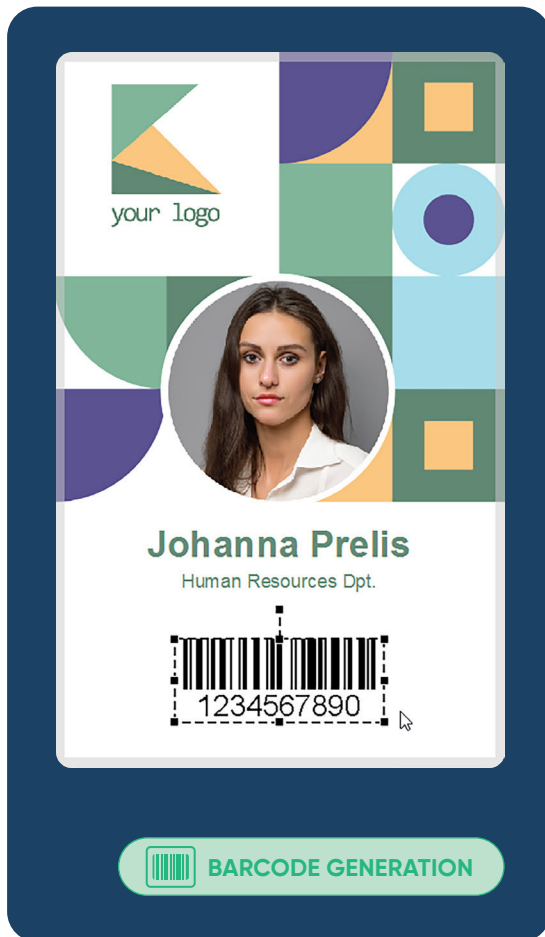 your logo
Johanna Prelis
Human Resources Dpt.
1234567890
BARCODE GENERATION